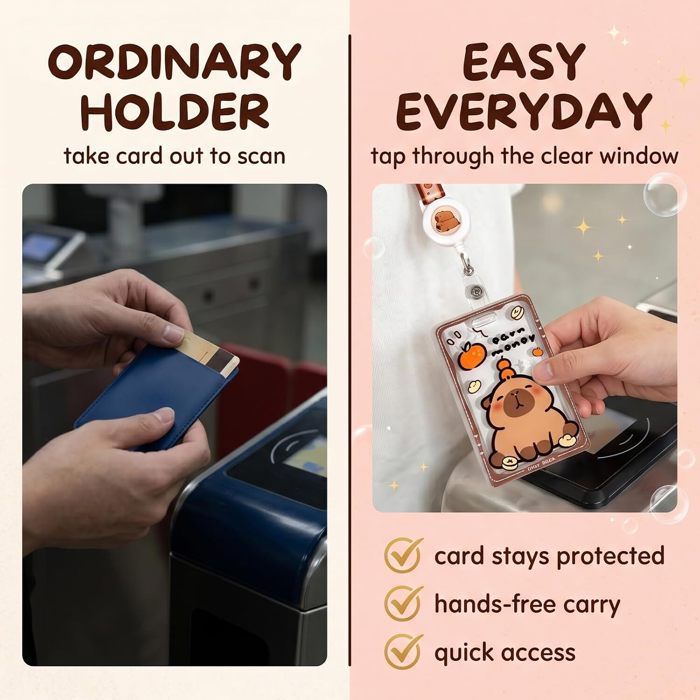 ORDINARY
HOLDER
take card out to scan
EASY
EVERYDAY
tap through the clear window
earn
money
card stays protected
hands-free carry
quick access